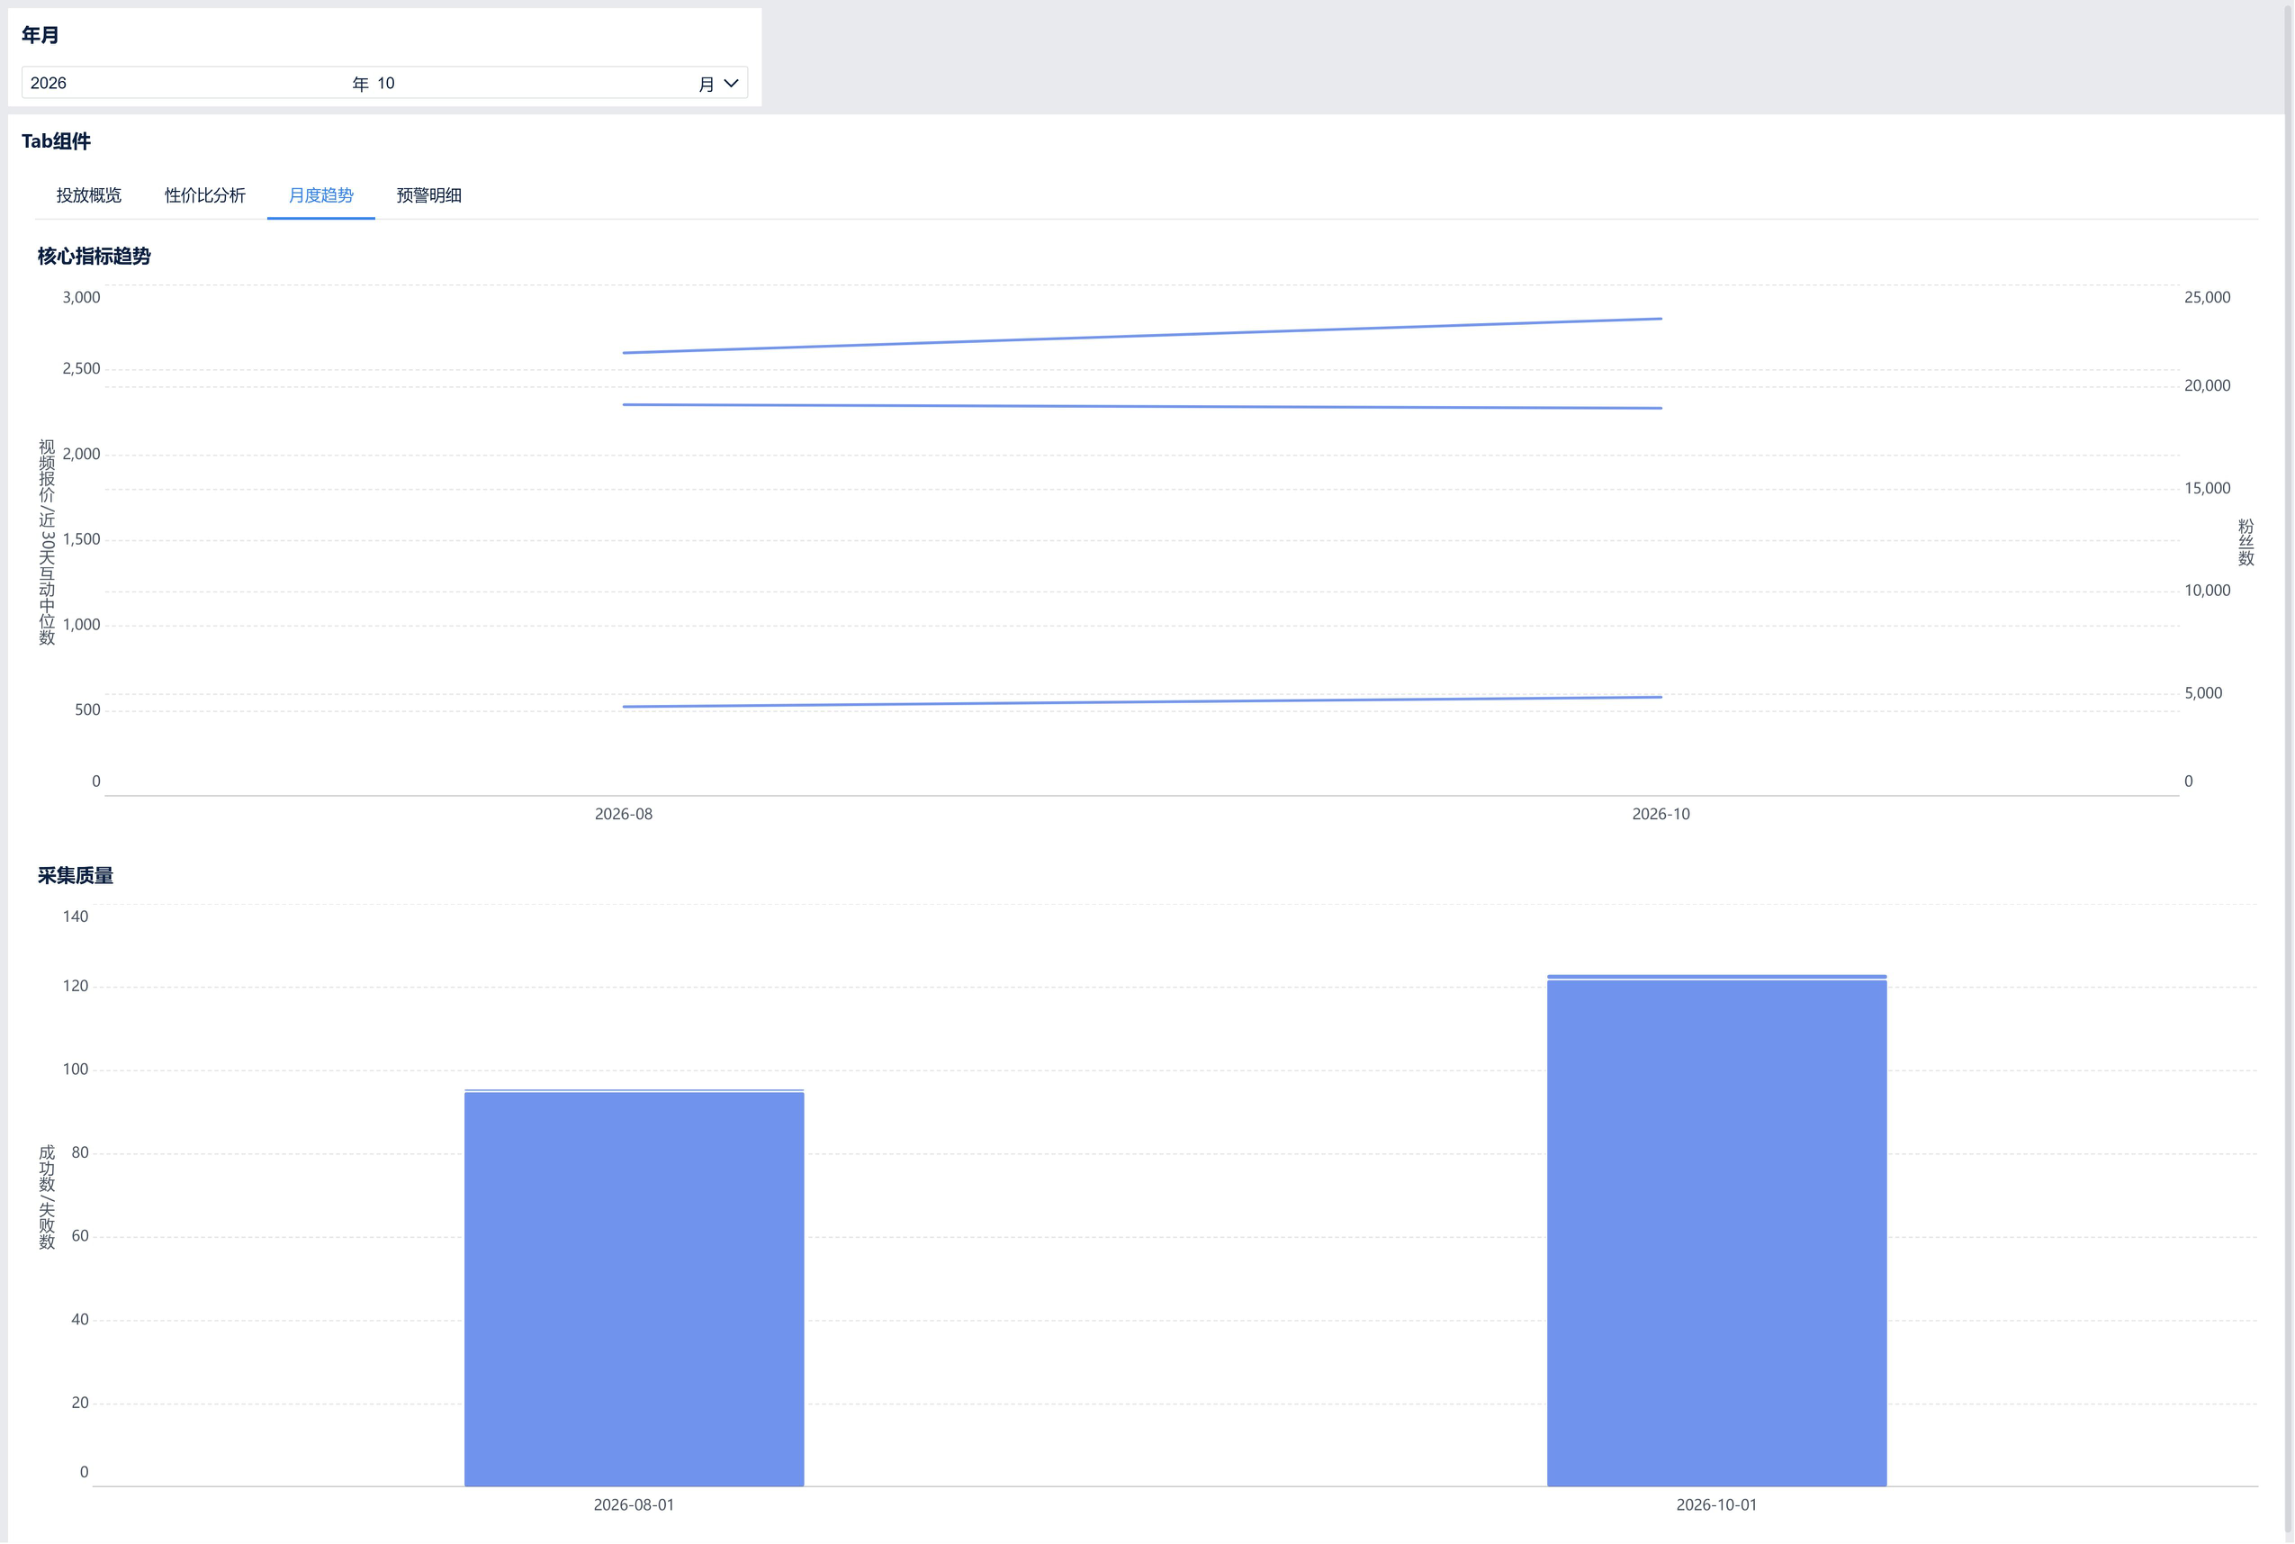 年月
2026 年 10 月
Tab组件
投放概览 性价比分析 月度趋势 预警明细
核心指标趋势
3,000
2,500
2,000
1,500
1,000
500
0
视频报价/近30天互动中位数
25,000
20,000
15,000
10,000
5,000
0
粉丝数
2026-08 2026-10
采集质量
140
120
100
80
60
40
20
0
成功数/失败数
2026-08-01 2026-10-01